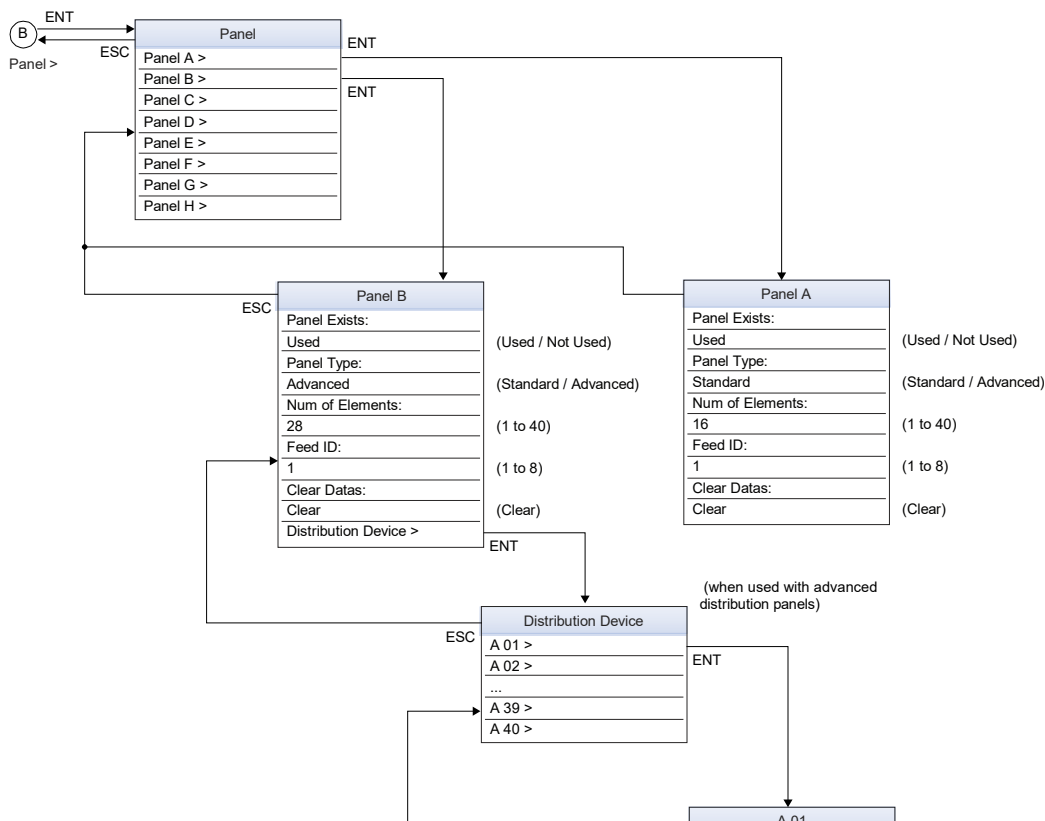 ENT
B
ESC
Panel >
Panel
ENT
Panel A >
Panel B >
ENT
Panel C >
Panel D >
Panel E >
Panel F >
Panel G >
Panel H >
ESC
Panel B
Panel Exists:
Used (Used / Not Used)
Panel Type:
Advanced (Standard / Advanced)
Num of Elements:
28 (1 to 40)
Feed ID:
1 (1 to 8)
Clear Datas:
Clear (Clear)
Distribution Device >
ENT
Panel A
Panel Exists:
Used (Used / Not Used)
Panel Type:
Standard (Standard / Advanced)
Num of Elements:
16 (1 to 40)
Feed ID:
1 (1 to 8)
Clear Datas:
Clear (Clear)
(when used with advanced
distribution panels)
ESC
Distribution Device
A 01 >
ENT
A 02 >
...
A 39 >
A 40 >
A 01